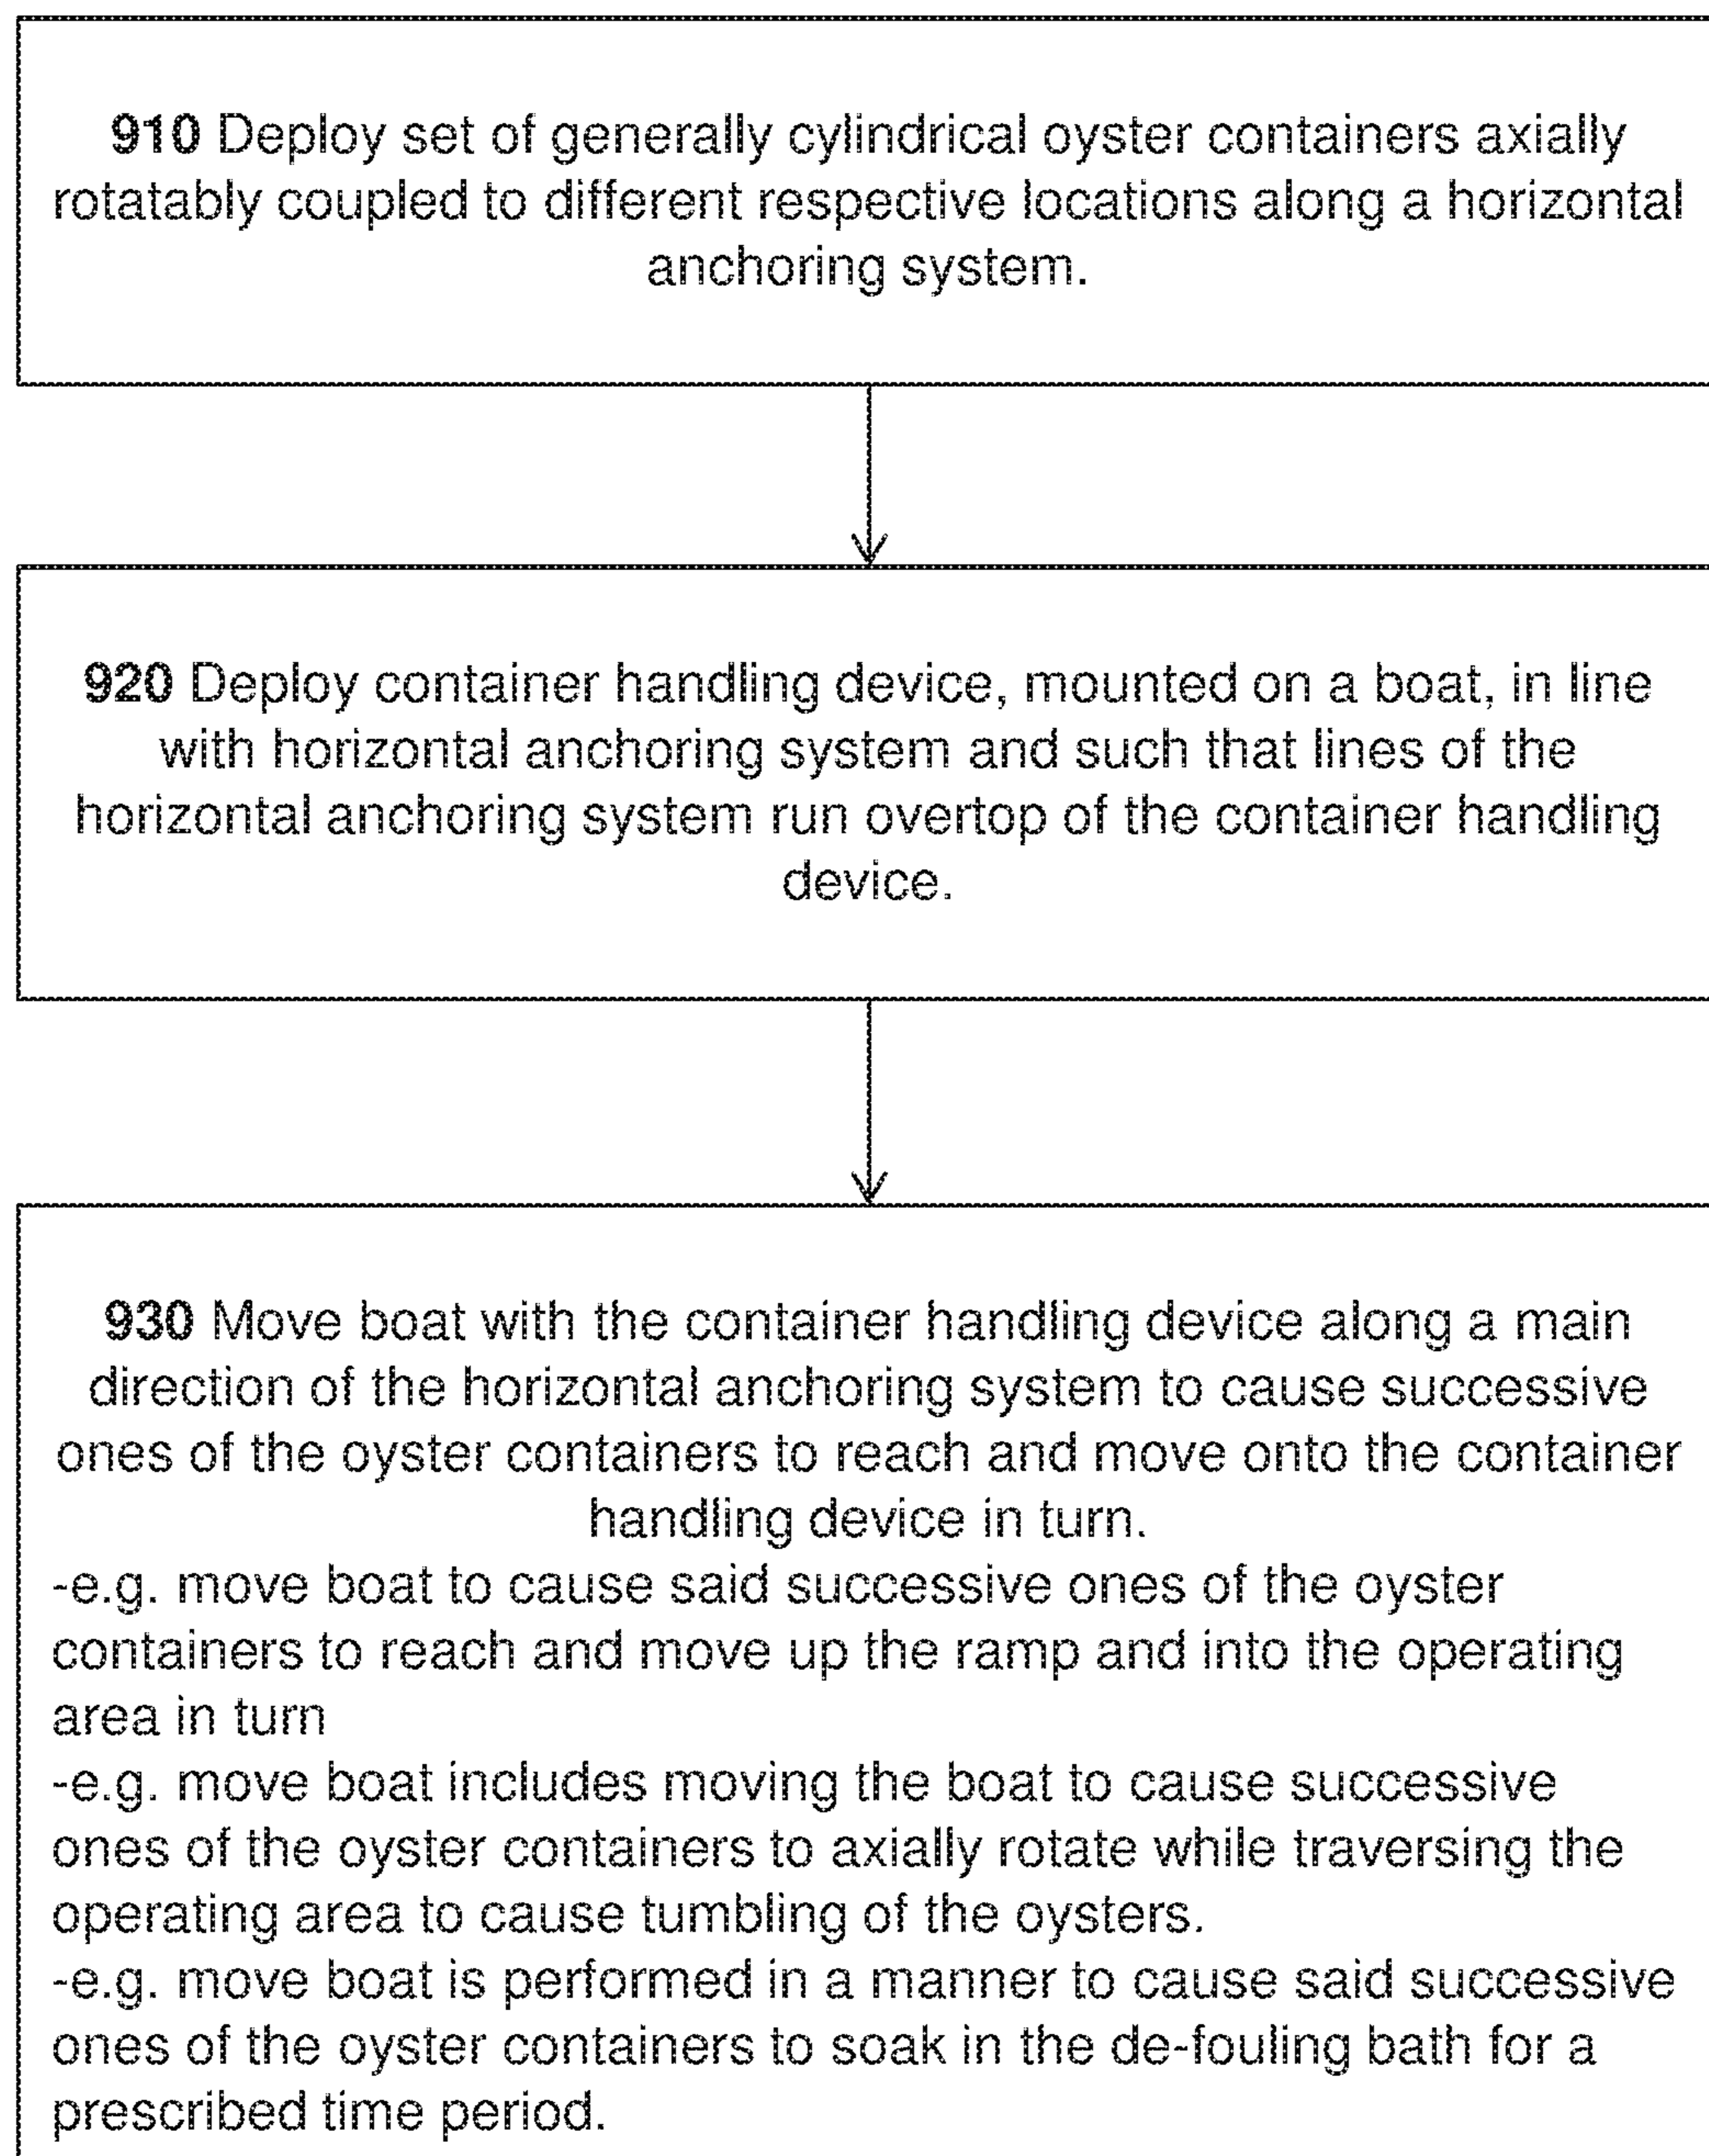 910 Deploy set of generally cylindrical oyster containers axially
rotatably coupled to different respective locations along a horizontal
anchoring system.
920 Deploy container handling device, mounted on a boat, in line
with horizontal anchoring system and such that lines of the
horizontal anchoring system run overtop of the container handling
device.
930 Move boat with the container handling device along a main
direction of the horizontal anchoring system to cause successive
ones of the oyster containers to reach and move onto the container
handling device in turn.
-e.g. move boat to cause said successive ones of the oyster
containers to reach and move up the ramp and into the operating
area in turn
-e.g. move boat includes moving the boat to cause successive
ones of the oyster containers to axially rotate while traversing the
operating area to cause tumbling of the oysters.
-e.g. move boat is performed in a manner to cause said successive
ones of the oyster containers to soak in the de-fouling bath for a
prescribed time period.